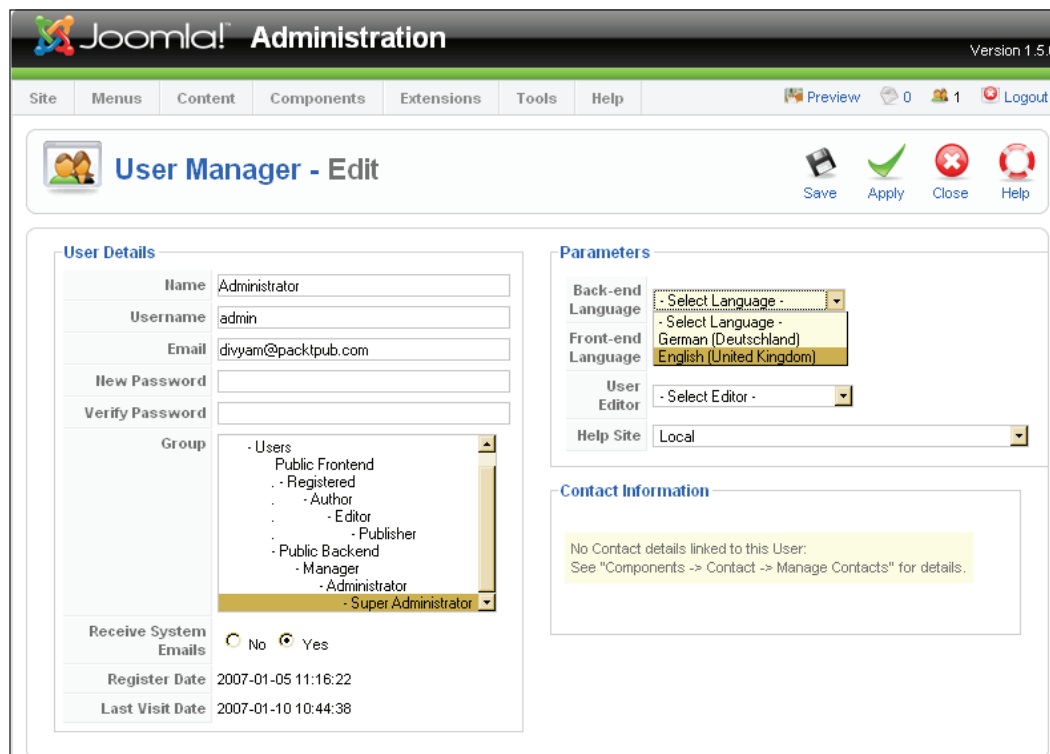 Joomla!™ Administration
Version 1.5.
Site Menus Content Components Extensions Tools Help Preview 0 1 Logout
User Manager - Edit
Save Apply Close Help
User Details
Name Administrator
Username admin
Email divyam@packtpub.com
New Password
Verify Password
Group
- Users
Public Frontend
. - Registered
. - Author
. - Editor
. - Publisher
- Public Backend
- Manager
- Administrator
- Super Administrator
Receive System Emails No Yes
Register Date 2007-01-05 11:16:22
Last Visit Date 2007-01-10 10:44:38
Parameters
Back-end Language - Select Language -
- Select Language -
German (Deutschland)
English (United Kingdom)
Front-end Language
User Editor - Select Editor -
Help Site Local
Contact Information
No Contact details linked to this User:
See "Components -> Contact -> Manage Contacts" for details.